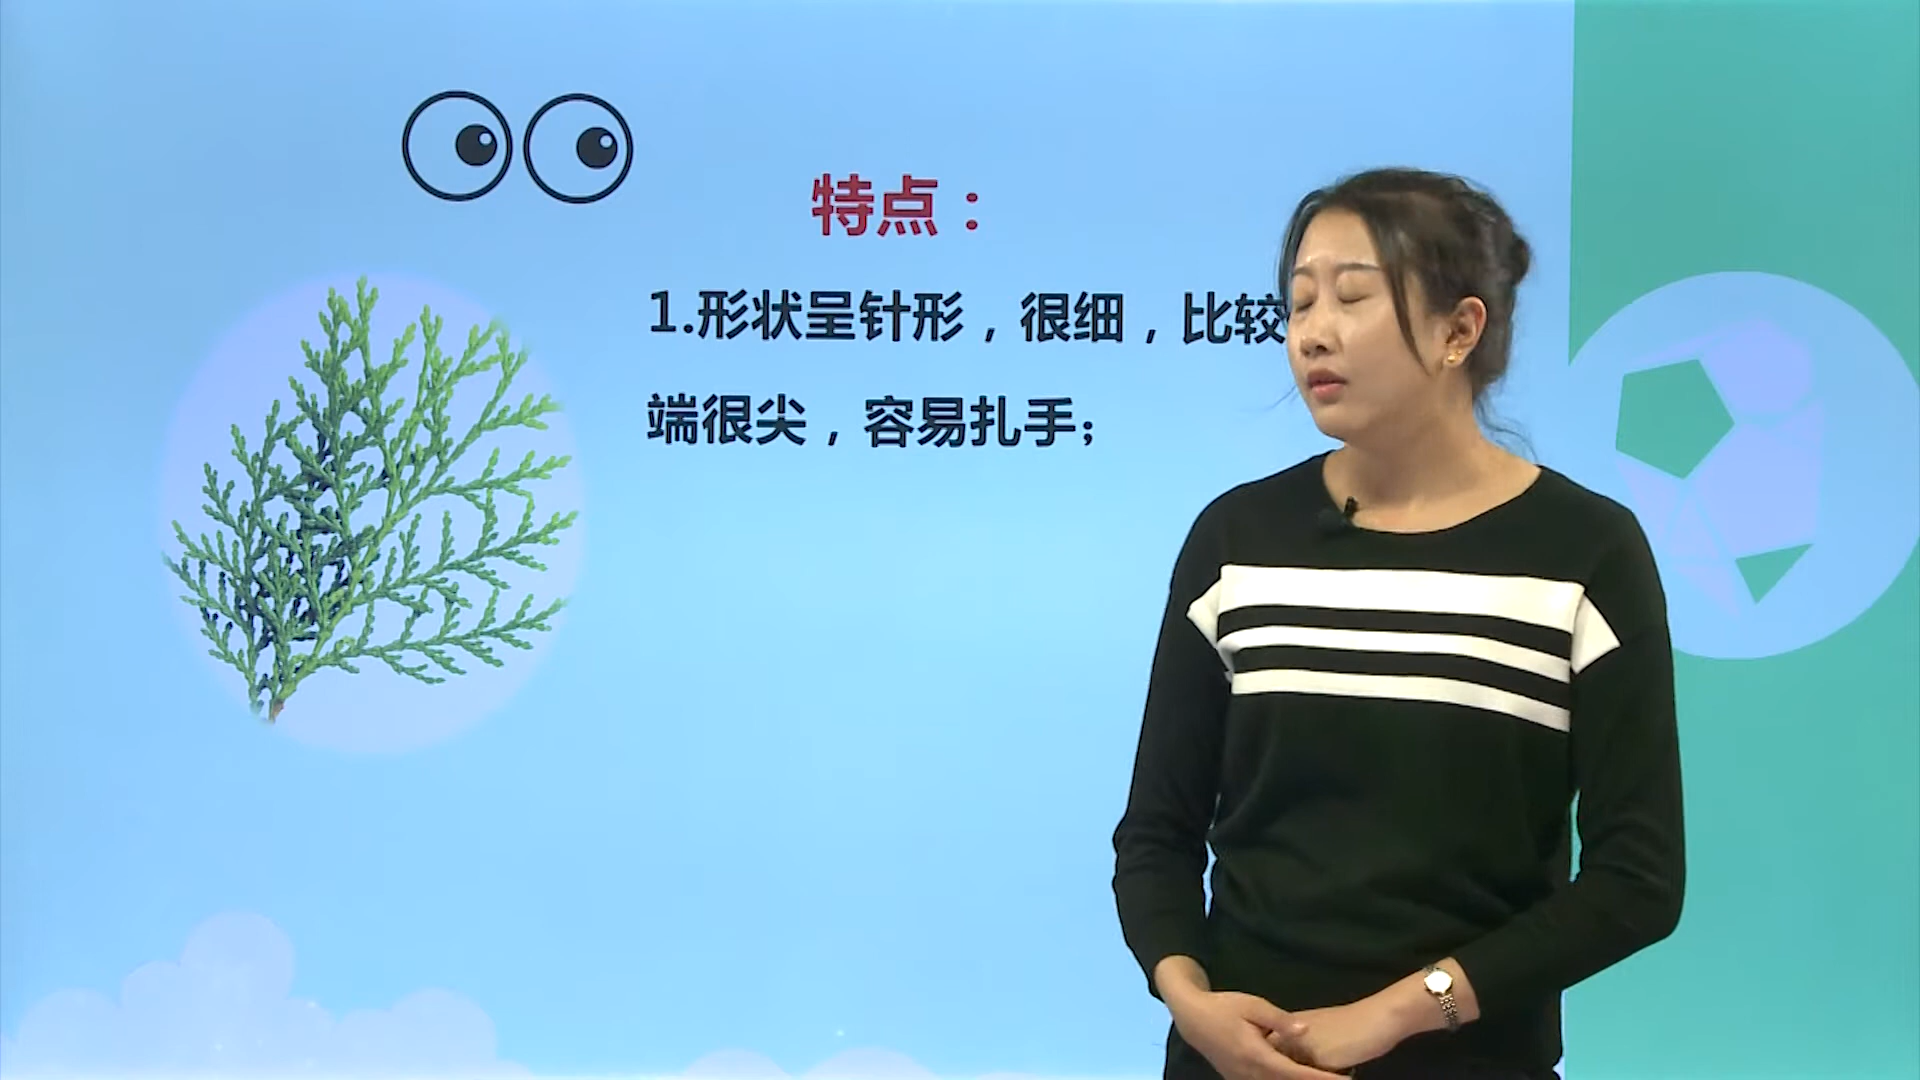 特点：
1.形状呈针形，很细，比较
端很尖，容易扎手；